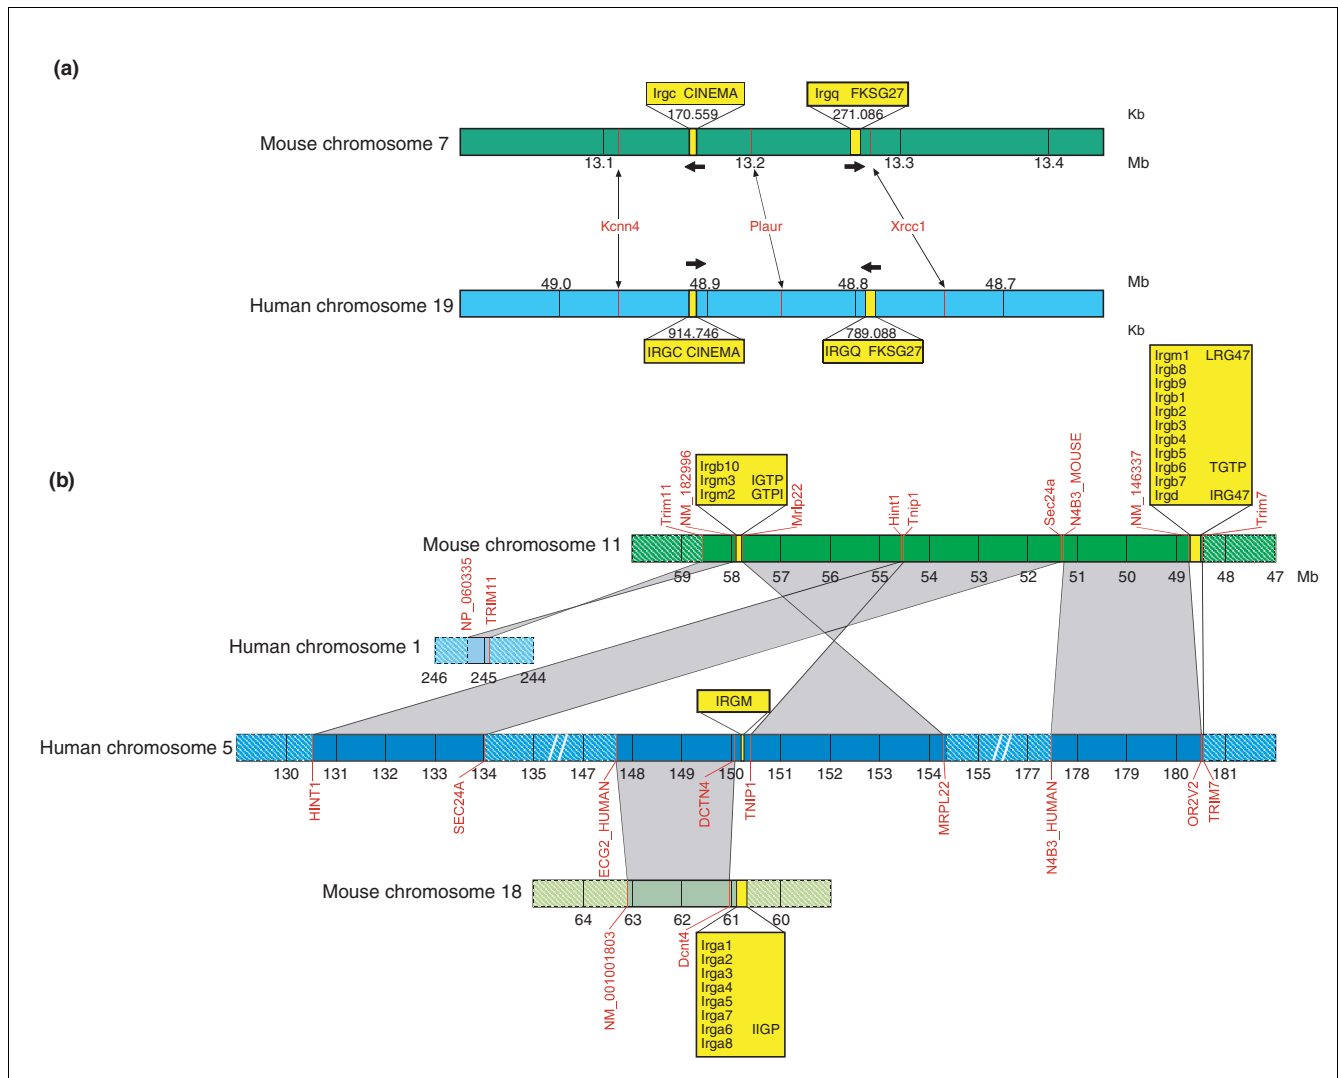 (a)
Irgc CINEMA
Irgq FKSG27
170.559
271.086
Kb
Mouse chromosome 7
13.1
13.2
13.3
13.4
Mb
Kcnn4
Plaur
Xrcc1
49.0
48.9
48.8
48.7
Mb
Human chromosome 19
914.746
789.088
Kb
IRGC CINEMA
IRGQ FKSG27
(b)
Irgm1 LRG47
Irgb8
Irgb9
Irgb1
Irgb2
Irgb3
Irgb4
Irgb5
Irgb6 TGTP
Irgb7
Irgd IRG47
Irgb10
Irgm3 IGTP
Irgm2 GTPI
Trim11
NM_182996
Mrlp22
Hint1
Tnip1
Sec24a
N4B3_MOUSE
NM_146337
Trim7
Mouse chromosome 11
59
58
57
56
55
54
53
52
51
50
49
48
47
Mb
NP_060335
TRIM11
Human chromosome 1
246
245
244
IRGM
Human chromosome 5
130
131
132
133
134
135
147
148
149
150
151
152
153
154
155
177
178
179
180
181
HINT1
SEC24A
ECG2_HUMAN
DCTN4
TNIP1
MRPL22
N4B3_HUMAN
OR2V2
TRIM7
Mouse chromosome 18
64
63
62
61
60
NM_001001803
Dcnt4
Irga1
Irga2
Irga3
Irga4
Irga5
Irga7
Irga6 IIGP
Irga8